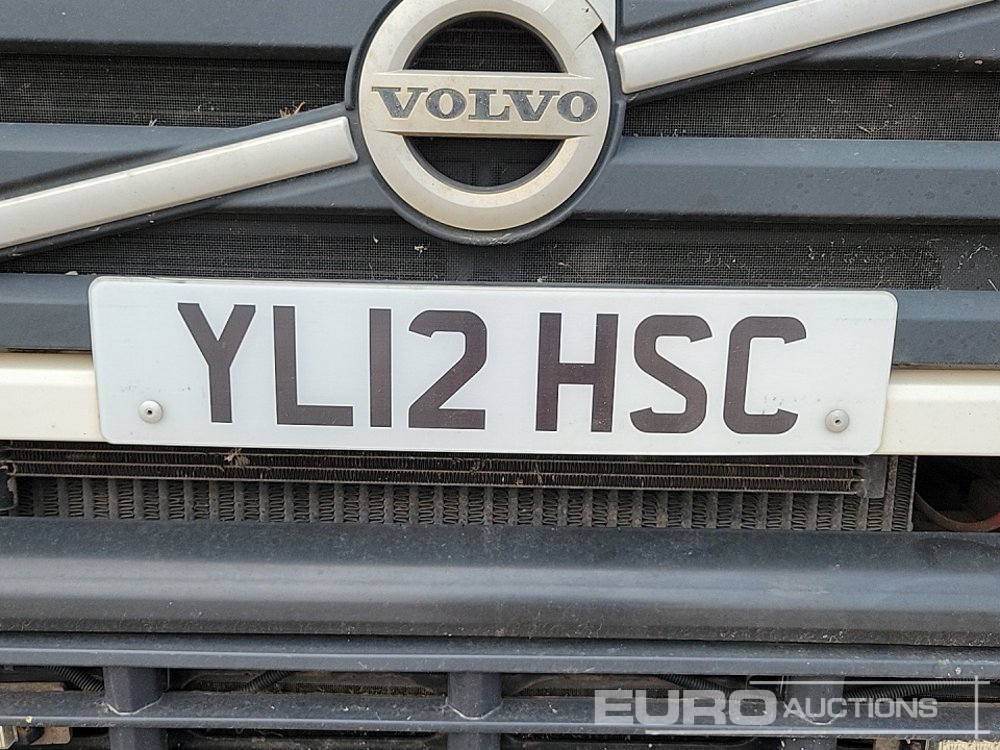 VOLVO
YL12 HSC
EURO AUCTIONS